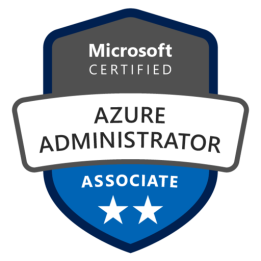 Microsoft
CERTIFIED
AZURE
ADMINISTRATOR
ASSOCIATE